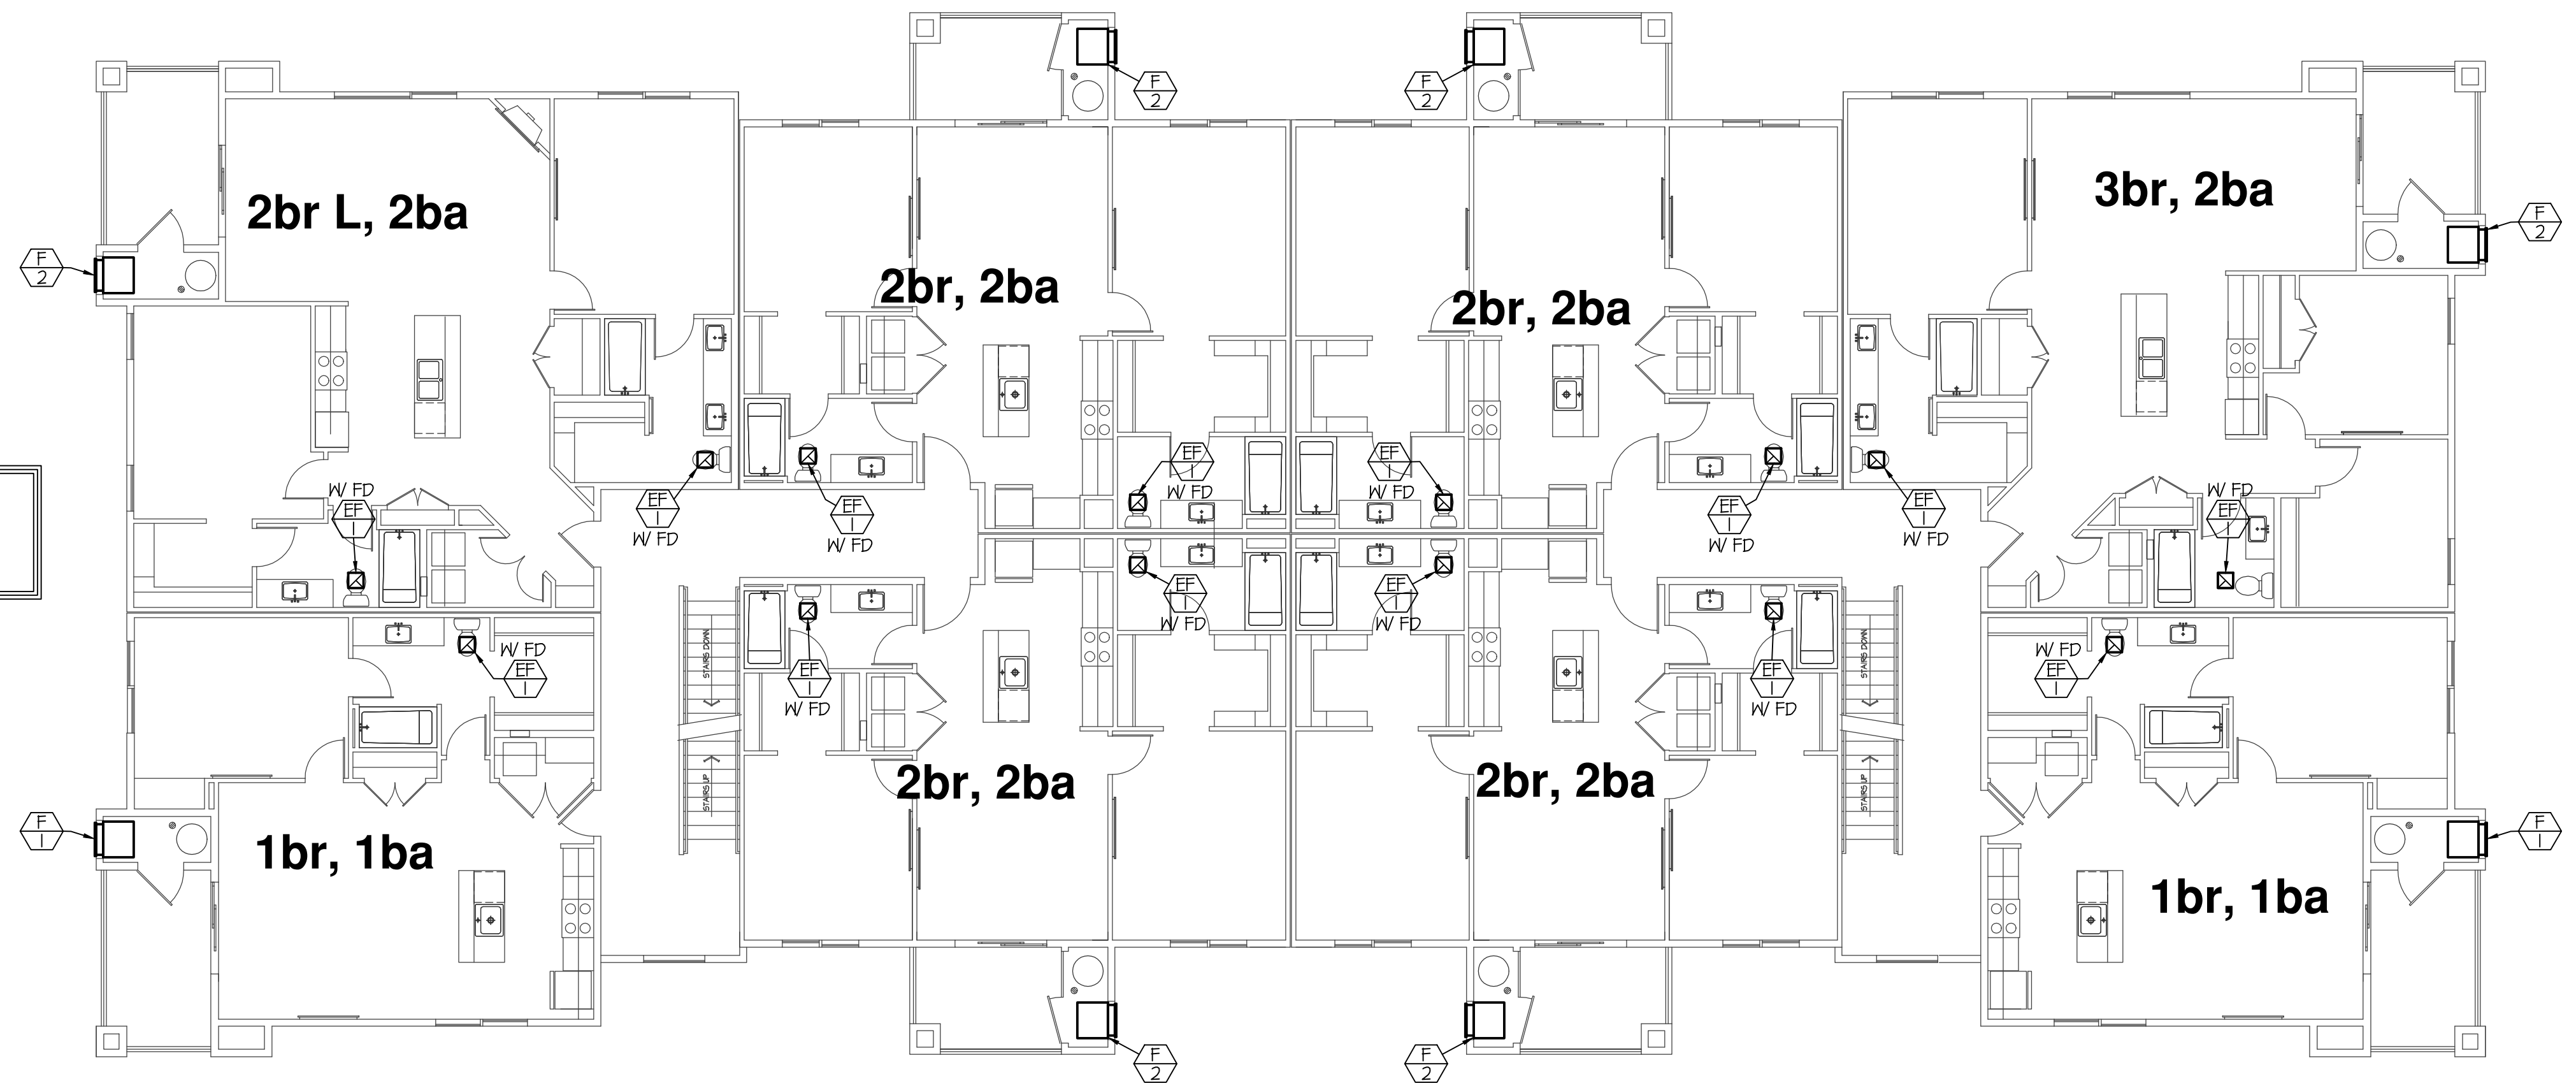 F
2
F
2
2br L, 2ba
3br, 2ba
F
2
F
2
2br, 2ba
2br, 2ba
EF
1
W/ FD
EF
1
W/ FD
W/ FD
EF
1
EF
1
W/ FD
EF
1
W/ FD
EF
1
W/ FD
EF
1
W/ FD
W/ FD
EF
1
EF
1
W/ FD
EF
1
W/ FD
W/ FD
EF
1
STAIRS DOWN
EF
1
W/ FD
EF
1
W/ FD
STAIRS DOWN
W/ FD
EF
1
STAIRS UP
STAIRS UP
2br, 2ba
2br, 2ba
F
1
1br, 1ba
F
1
1br, 1ba
F
2
F
2